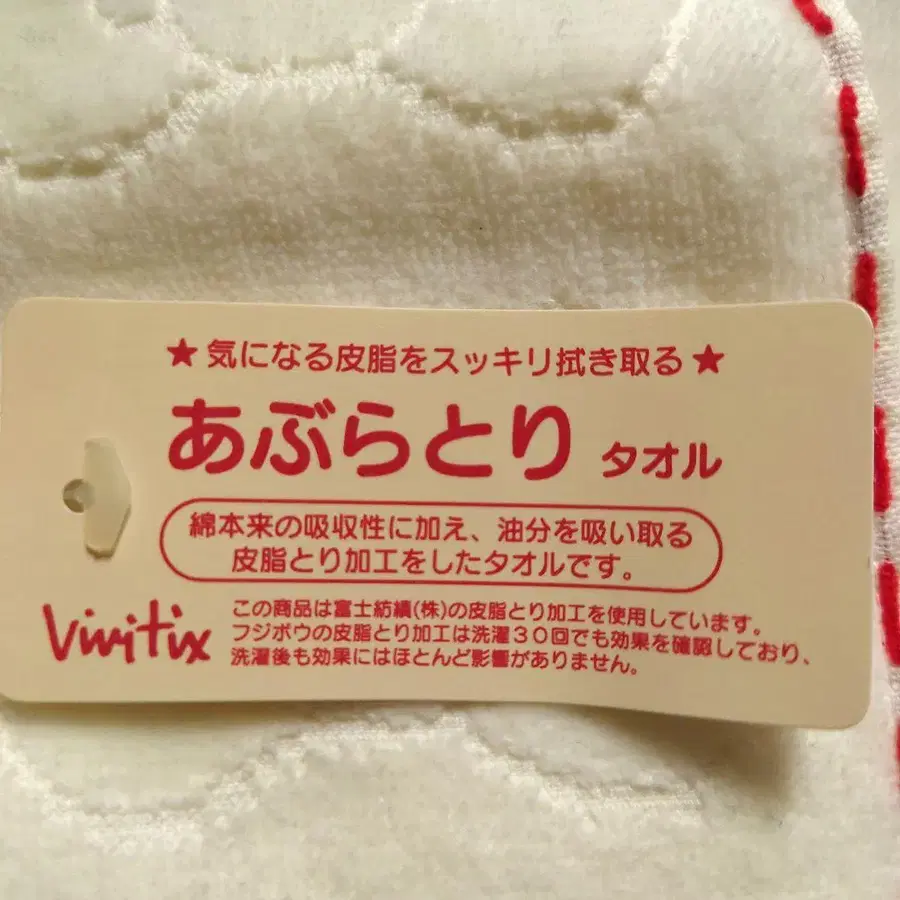 ★ 気になる皮脂をスッキリ拭き取る ★
あぶらとり タオル
綿本来の吸収性に加え、油分を吸い取る
皮脂とり加工をしたタオルです。
Vivitix
この商品は富士紡績(株)の皮脂とり加工を使用しています。
フジボウの皮脂とり加工は洗濯30回でも効果を確認しており、
洗濯後も効果にはほとんど影響がありません。